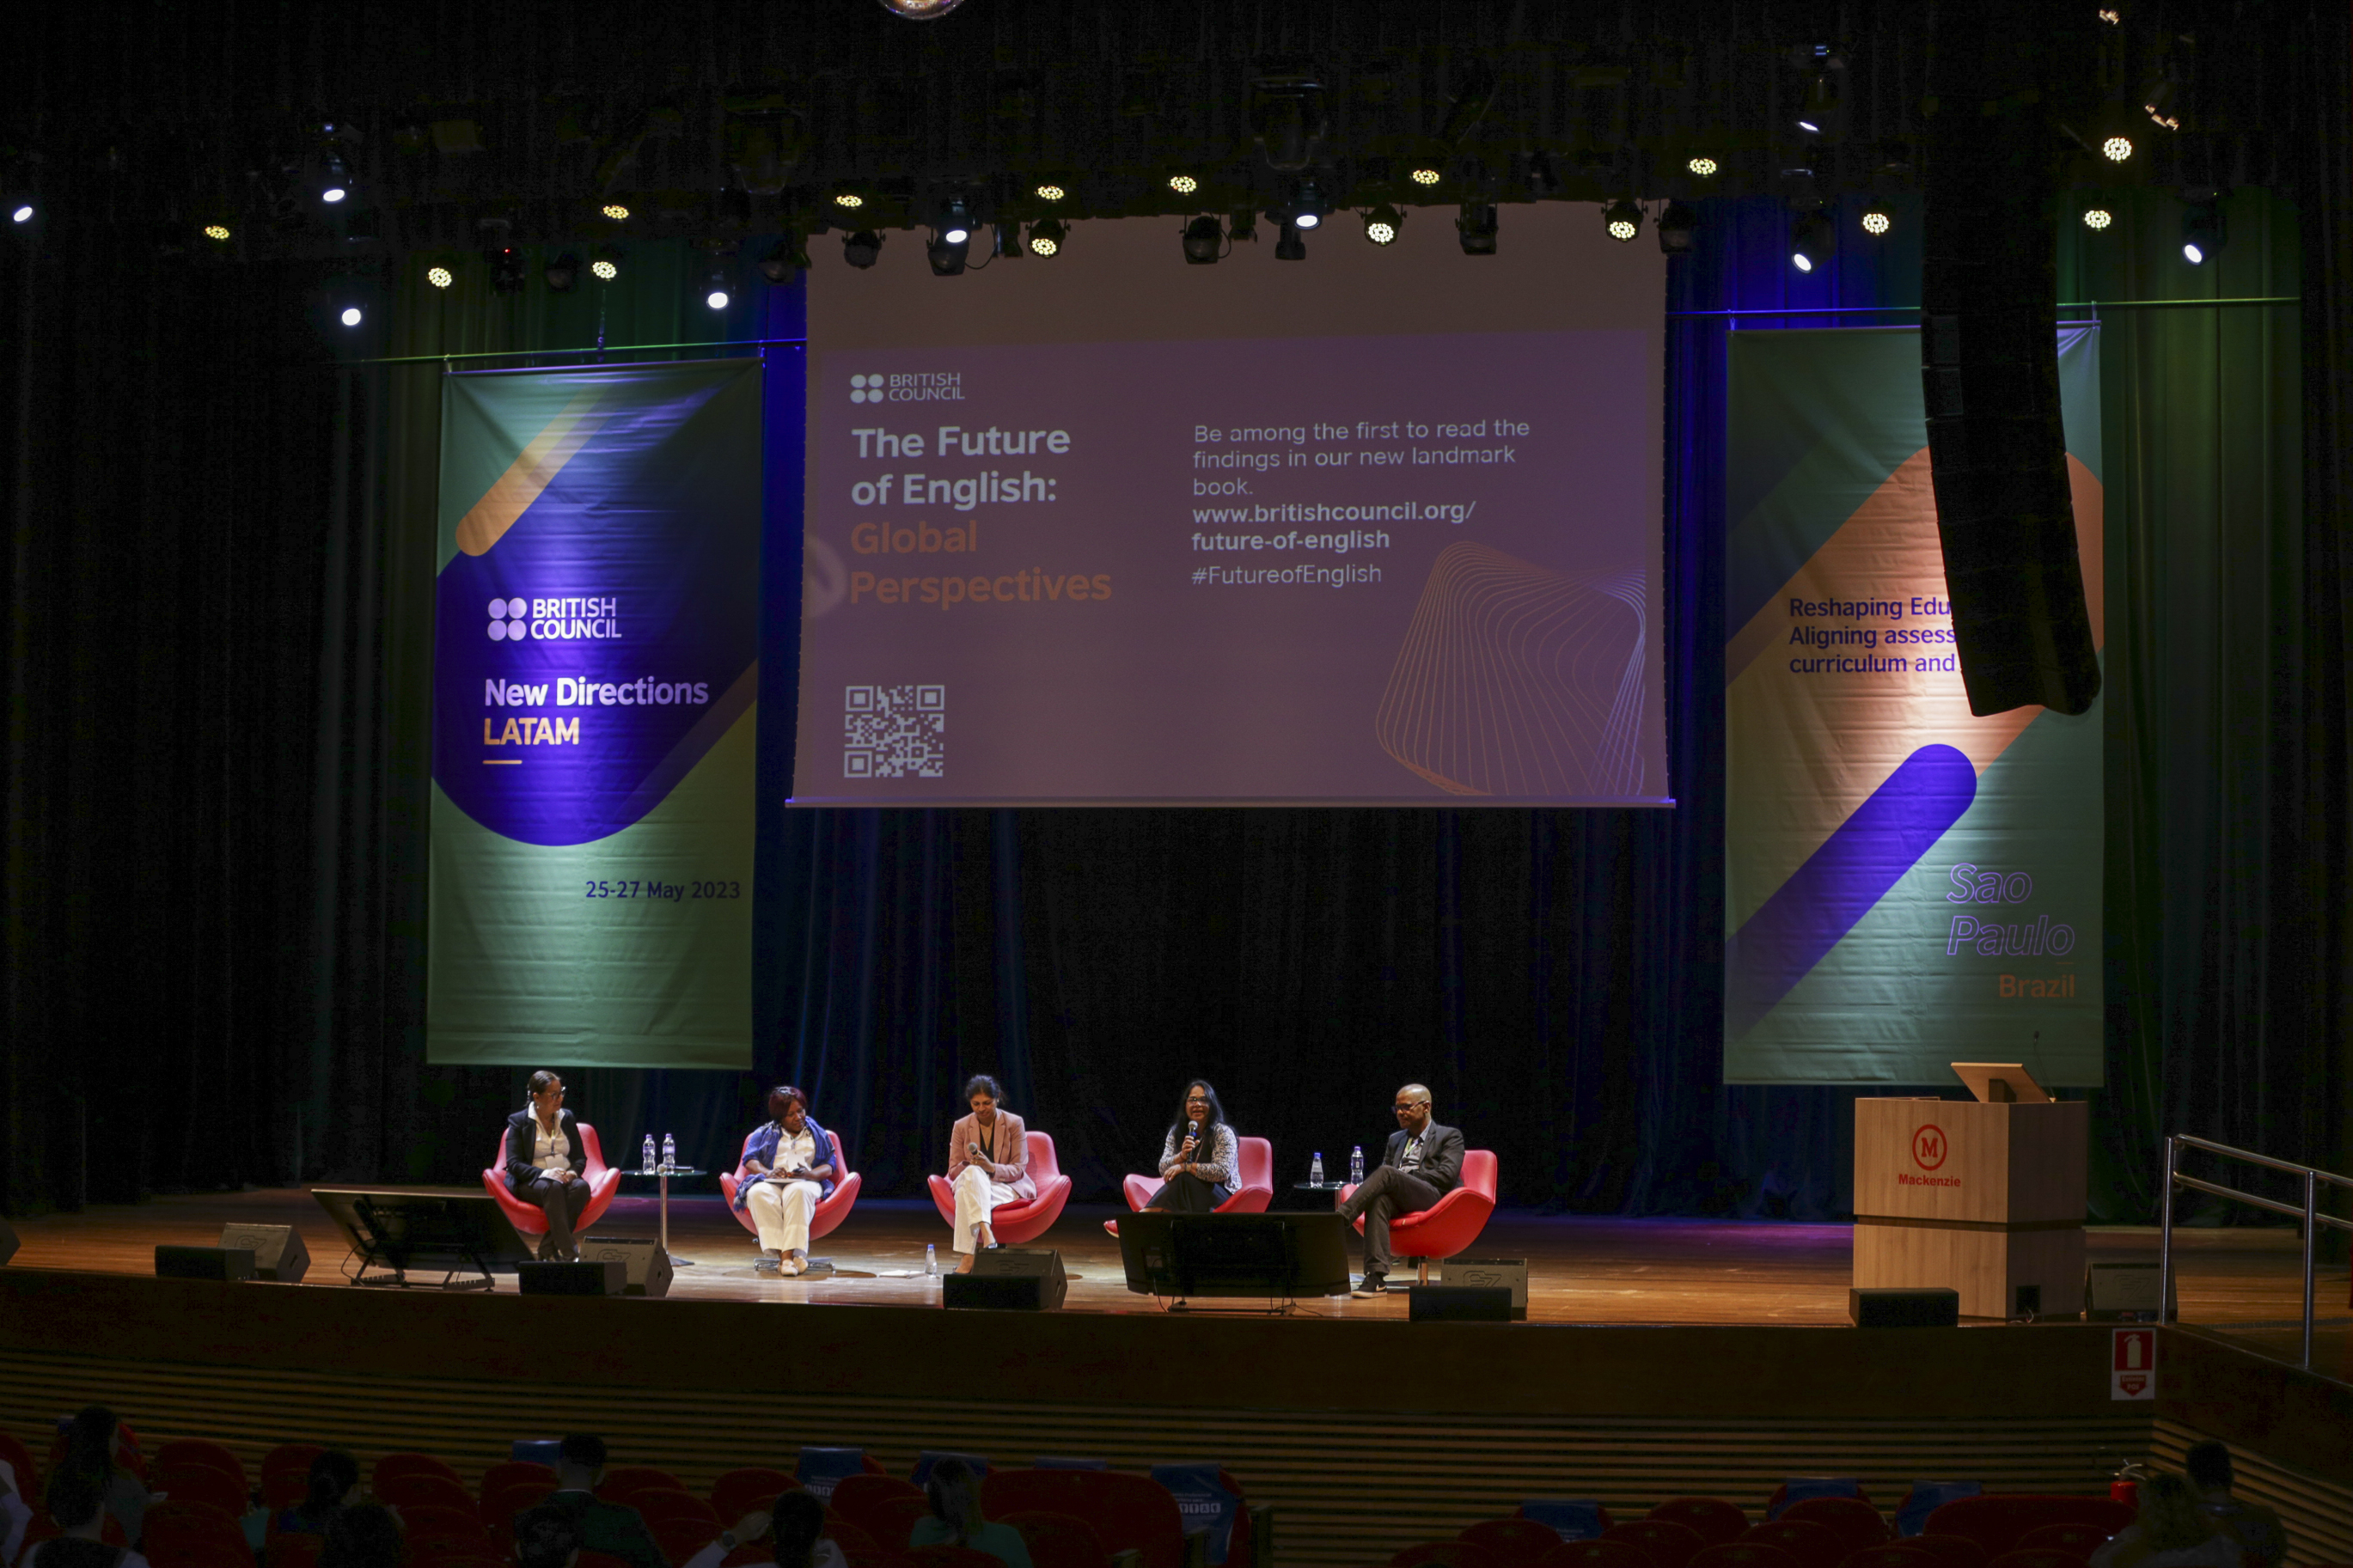 BRITISH
COUNCIL
New Directions
LATAM
25-27 May 2023
BRITISH
COUNCIL
The Future
of English:
Global
Perspectives
Be among the first to read the
findings in our new landmark
book.
www.britishcouncil.org/
future-of-english
#FutureofEnglish
Reshaping Edu
Aligning assess
curriculum and
Sao
Paulo
Brazil
M
Mackenzie